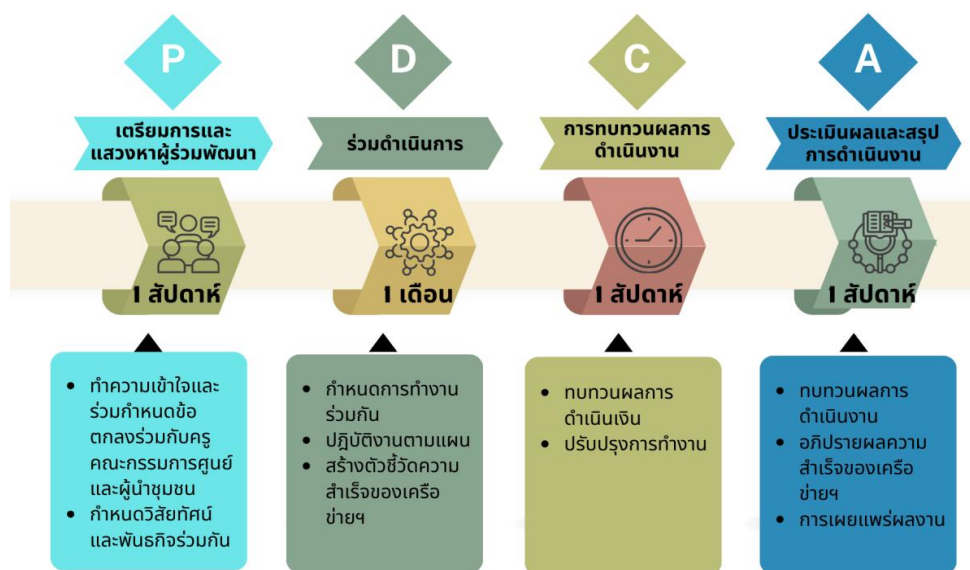 P
เตรียมการและ
แสวงหาผู้ร่วมพัฒนา
1 สัปดาห์
• ทำความเข้าใจและ
ร่วมกำหนดข้อ
ตกลงร่วมกับครู
คณะกรรมการศูนย์
และผู้นำชุมชน
• กำหนดวิสัยทัศน์
และพันธกิจร่วมกัน
D
ร่วมดำเนินการ
1 เดือน
• กำหนดการทำงาน
ร่วมกัน
• ปฎิบัติงานตามแผน
• สร้างตัวชี้วัดความ
สำเร็จของเครือ
ข่ายฯ
C
การทบทวนผลการ
ดำเนินงาน
1 สัปดาห์
• ทบทวนผลการ
ดำเนินเงิน
• ปรับปรุงการทำงาน
A
ประเมินผลและสรุป
การดำเนินงาน
1 สัปดาห์
• ทบทวนผลการ
ดำเนินงาน
• อภิปรายผลความ
สำเร็จของเครือ
ข่ายฯ
• การเผยแพร่ผลงาน